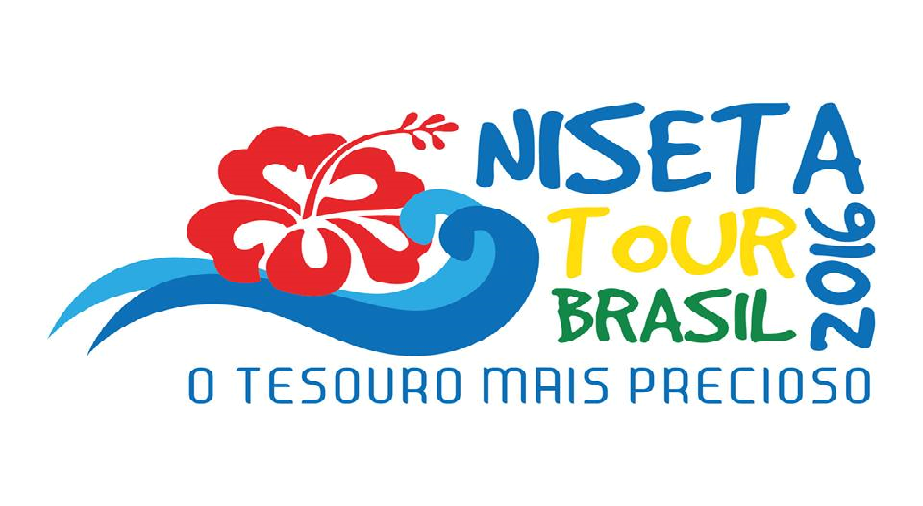 NISETA
TOUR
BRASIL
2016
O TESOURO MAIS PRECIOSO